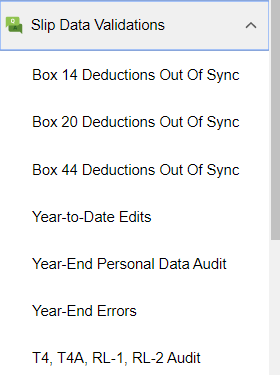 Slip Data Validations
Box 14 Deductions Out Of Sync
Box 20 Deductions Out Of Sync
Box 44 Deductions Out Of Sync
Year-to-Date Edits
Year-End Personal Data Audit
Year-End Errors
T4, T4A, RL-1, RL-2 Audit